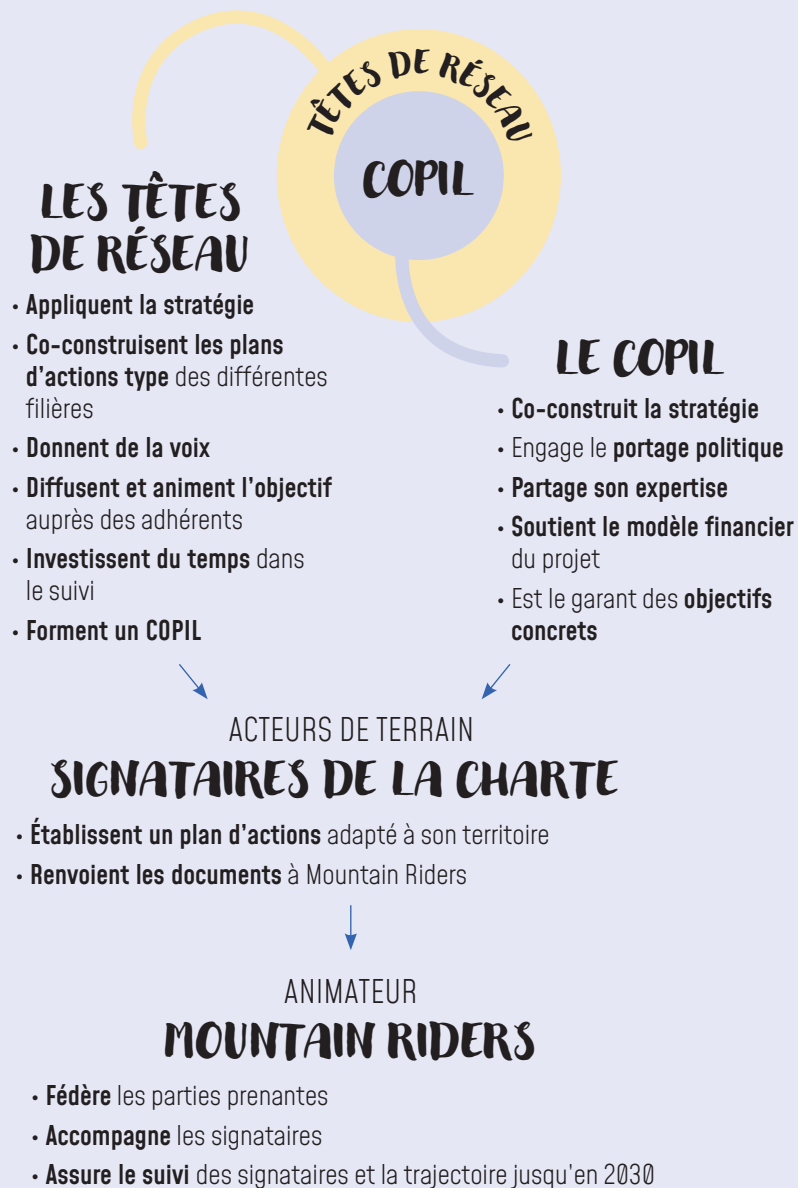 TÊTES DE RÉSEAU
COPIL
LES TÊTES
DE RÉSEAU
• Appliquent la stratégie
• Co-construisent les plans
d'actions type des différentes
filières
• Donnent de la voix
• Diffusent et animent l'objectif
auprès des adhérents
• Investissent du temps dans
le suivi
• Forment un COPIL
LE COPIL
• Co-construit la stratégie
• Engage le portage politique
• Partage son expertise
• Soutient le modèle financier
du projet
• Est le garant des objectifs
concrets
ACTEURS DE TERRAIN
SIGNATAIRES DE LA CHARTE
• Établissent un plan d'actions adapté à son territoire
• Renvoient les documents à Mountain Riders
ANIMATEUR
MOUNTAIN RIDERS
• Fédère les parties prenantes
• Accompagne les signataires
• Assure le suivi des signataires et la trajectoire jusqu'en 2030